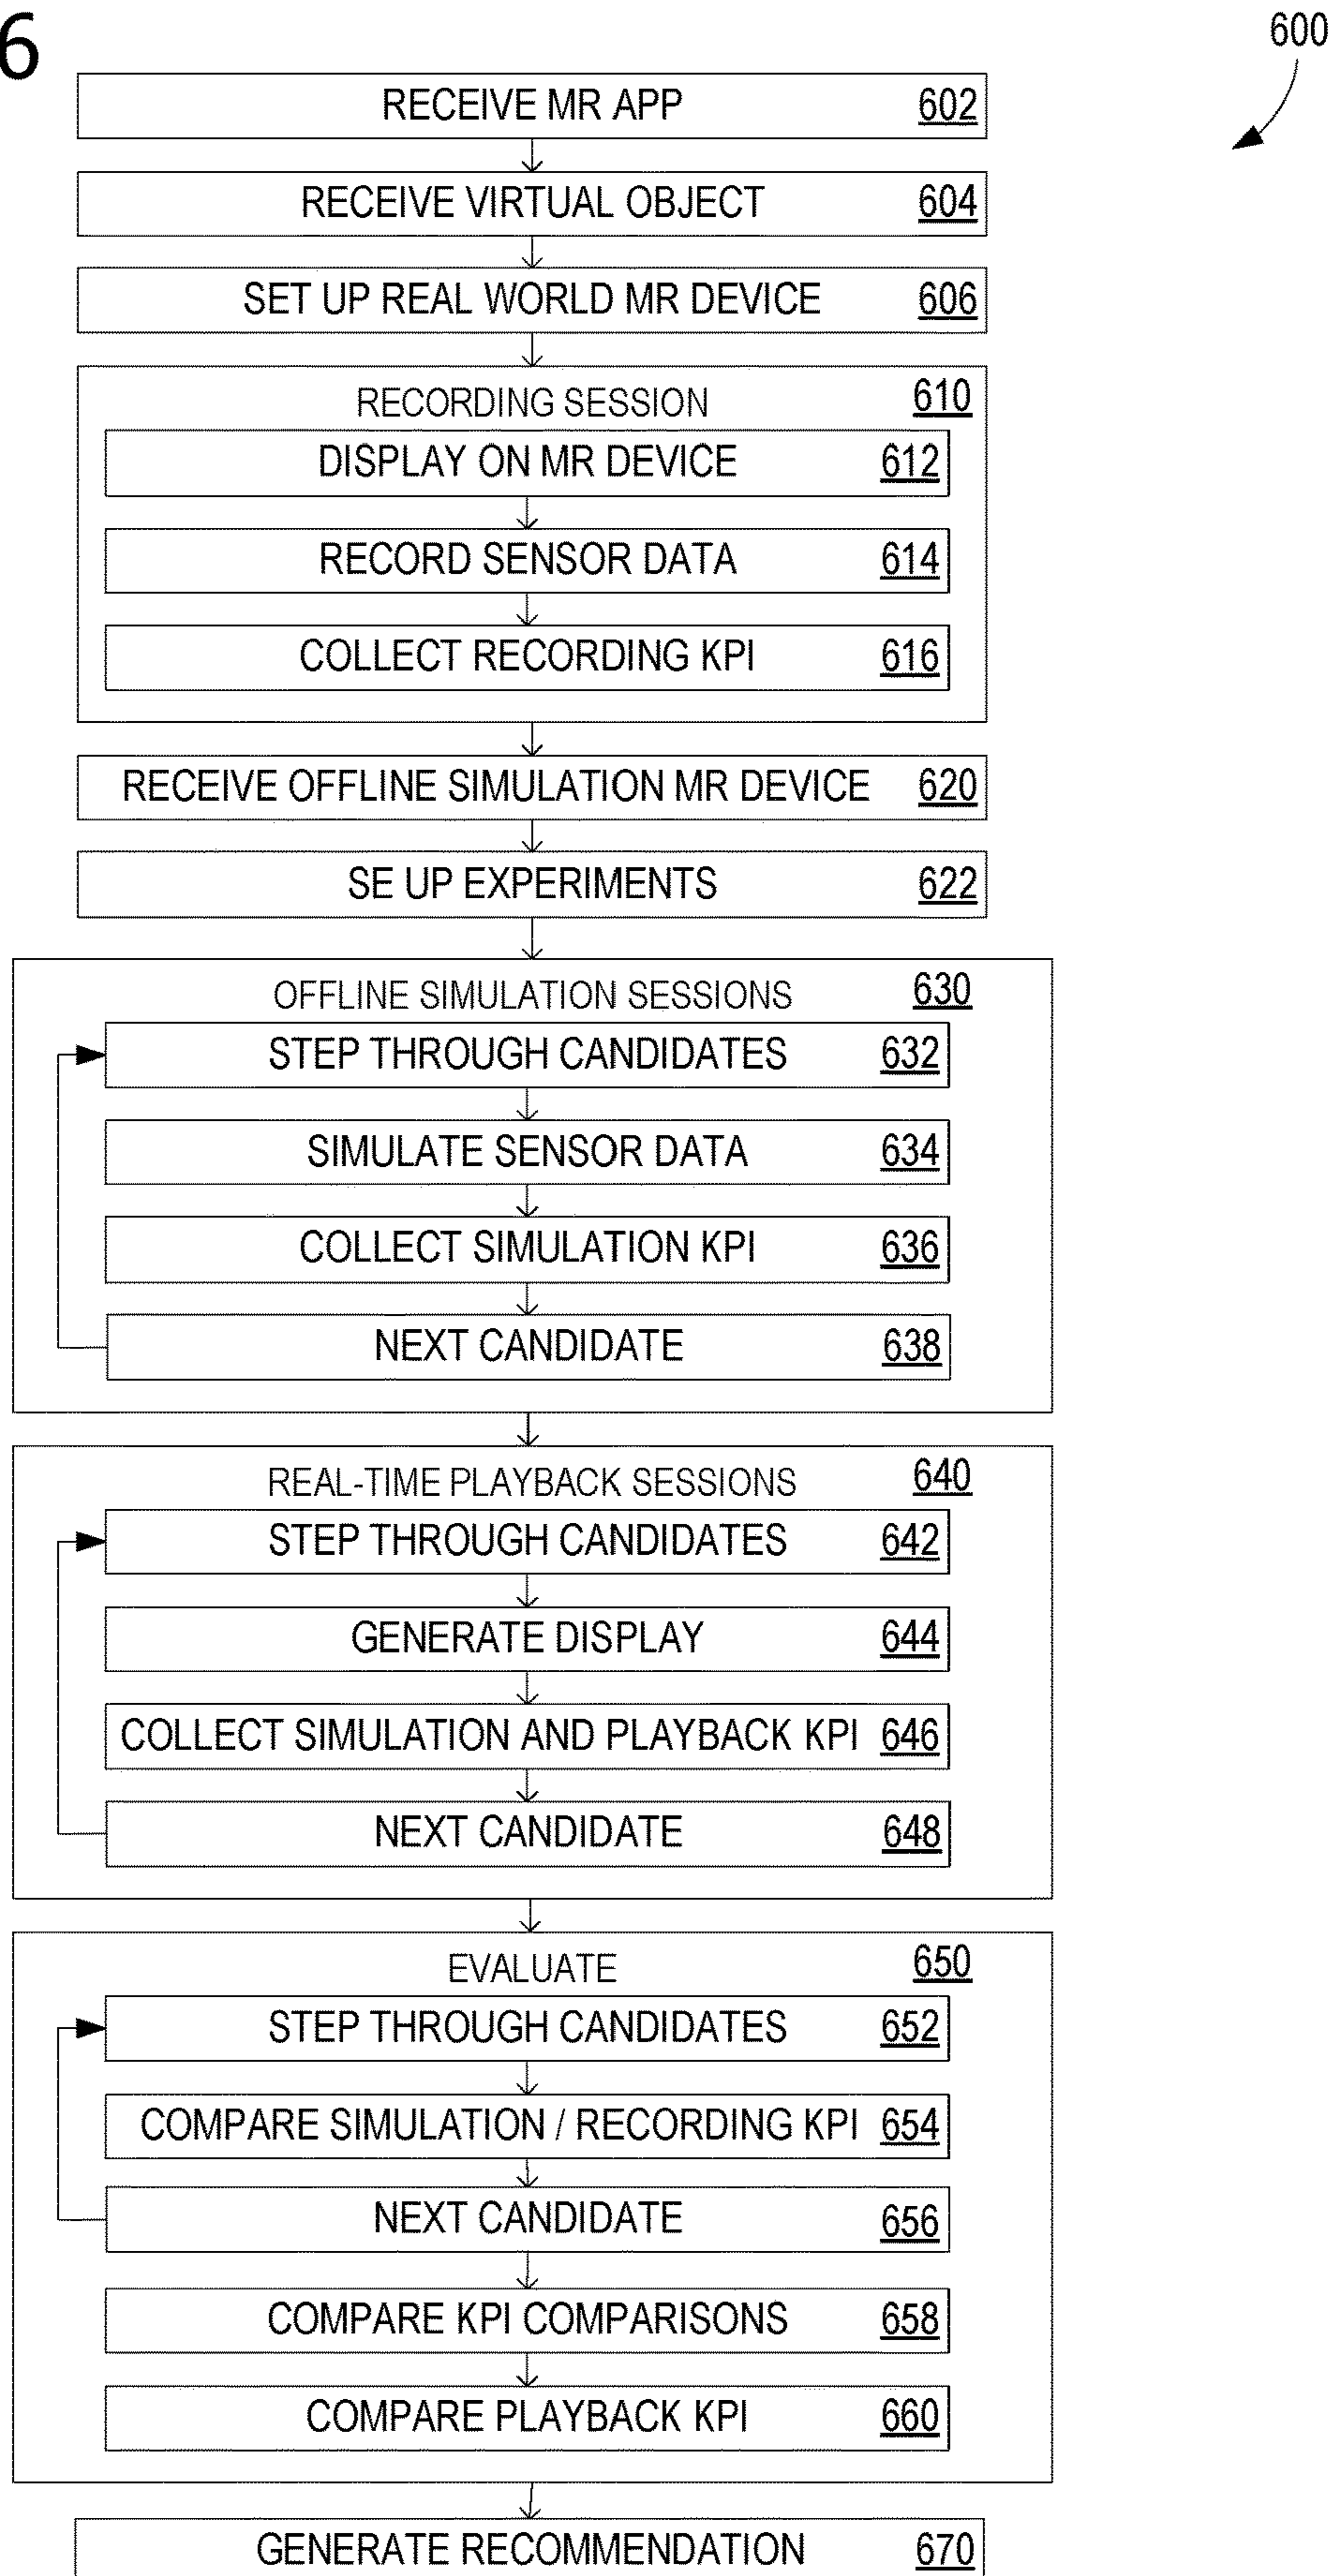 6
600
RECEIVE MR APP 602
RECEIVE VIRTUAL OBJECT 604
SET UP REAL WORLD MR DEVICE 606
RECORDING SESSION 610
DISPLAY ON MR DEVICE 612
RECORD SENSOR DATA 614
COLLECT RECORDING KPI 616
RECEIVE OFFLINE SIMULATION MR DEVICE 620
SE UP EXPERIMENTS 622
OFFLINE SIMULATION SESSIONS 630
STEP THROUGH CANDIDATES 632
SIMULATE SENSOR DATA 634
COLLECT SIMULATION KPI 636
NEXT CANDIDATE 638
REAL-TIME PLAYBACK SESSIONS 640
STEP THROUGH CANDIDATES 642
GENERATE DISPLAY 644
COLLECT SIMULATION AND PLAYBACK KPI 646
NEXT CANDIDATE 648
EVALUATE 650
STEP THROUGH CANDIDATES 652
COMPARE SIMULATION / RECORDING KPI 654
NEXT CANDIDATE 656
COMPARE KPI COMPARISONS 658
COMPARE PLAYBACK KPI 660
GENERATE RECOMMENDATION 670